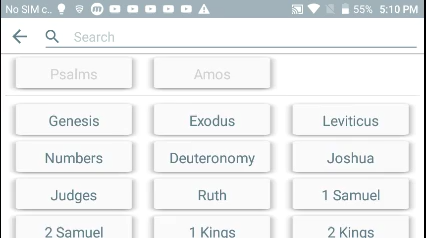 No SIM c.. 55% 5:10 PM
Search
Psalms Amos
Genesis Exodus Leviticus
Numbers Deuteronomy Joshua
Judges Ruth 1 Samuel
2 Samuel 1 Kings 2 Kings